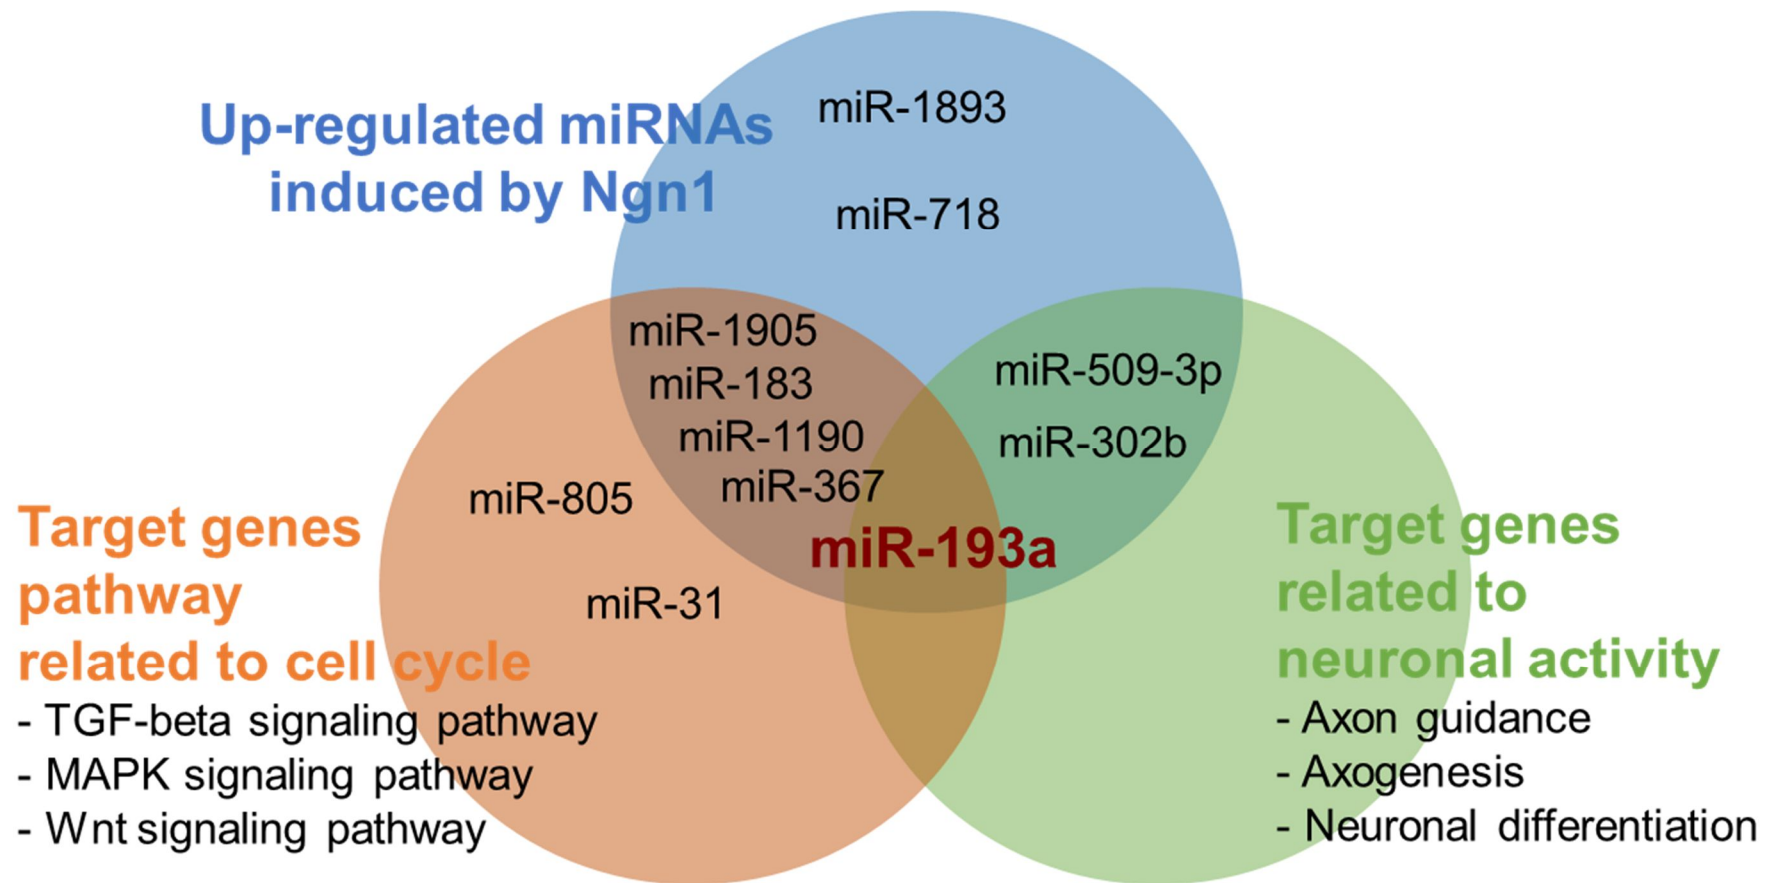 Up-regulated miRNAs
induced by Ngn1
miR-1893
miR-718
miR-1905
miR-183
miR-1190
miR-367
miR-509-3p
miR-302b
miR-805
miR-31
miR-193a
Target genes
pathway
related to cell cycle
- TGF-beta signaling pathway
- MAPK signaling pathway
- Wnt signaling pathway
Target genes
related to
neuronal activity
- Axon guidance
- Axogenesis
- Neuronal differentiation